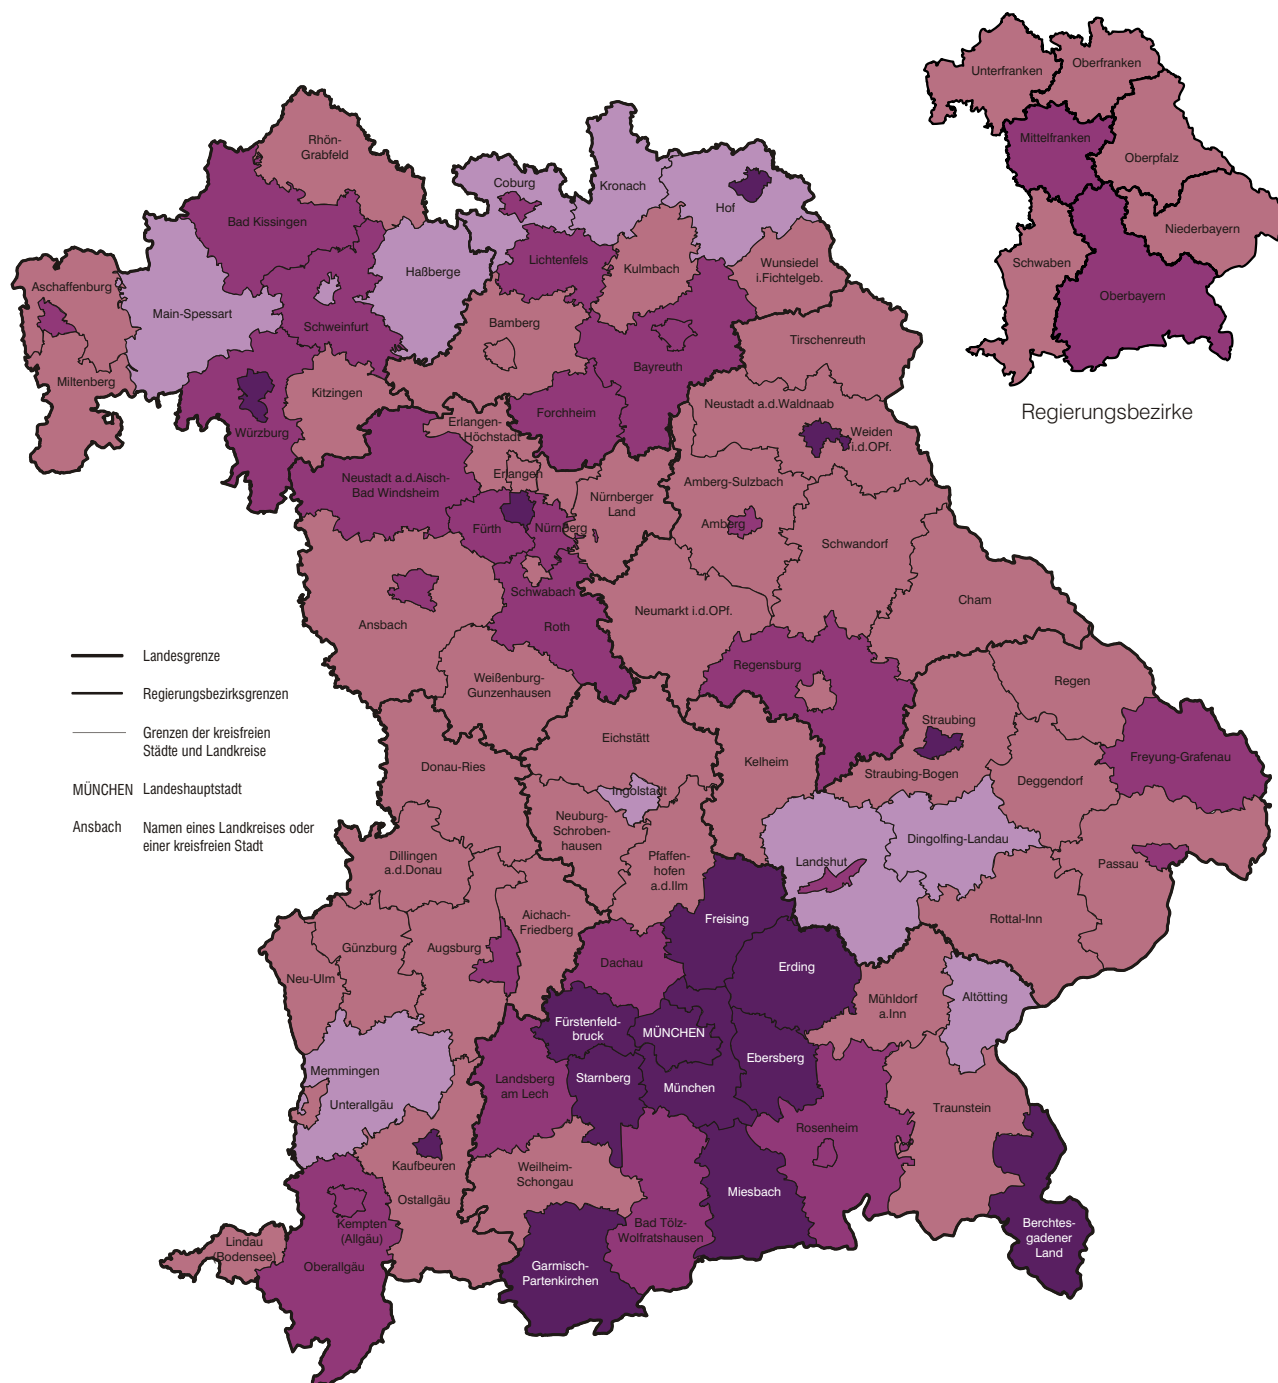 Unterfranken
Oberfranken
Mittelfranken
Oberpfalz
Niederbayern
Schwaben
Oberbayern
Regierungsbezirke
Rhön-
Grabfeld
Coburg
Kronach
Hof
Bad Kissingen
Lichtenfels
Kulmbach
Wunsiedel
i.Fichtelgeb.
Haßberge
Aschaffenburg
Main-Spessart
Schweinfurt
Bamberg
Tirschenreuth
Bayreuth
Miltenberg
Kitzingen
Neustadt a.d.Waldnaab
Würzburg
Forchheim
Erlangen-
Höchstadt
Weiden
i.d.OPf.
Neustadt a.d.Aisch-
Bad Windsheim
Erlangen
Nürnberger
Land
Amberg-Sulzbach
Fürth
Nürnberg
Amberg
Schwandorf
Schwabach
Ansbach
Roth
Neumarkt i.d.OPf.
Cham
Landesgrenze
Regierungsbezirksgrenzen
Grenzen der kreisfreien
Städte und Landkreise
MÜNCHEN Landeshauptstadt
Ansbach Namen eines Landkreises oder
einer kreisfreien Stadt
Weißenburg-
Gunzenhausen
Regensburg
Regen
Straubing
Eichstätt
Freyung-Grafenau
Donau-Ries
Kelheim
Straubing-Bogen
Deggendorf
Ingolstadt
Neuburg-
Schroben-
hausen
Dingolfing-Landau
Dillingen
a.d.Donau
Pfaffen-
hofen
a.d.Ilm
Landshut
Passau
Aichach-
Friedberg
Freising
Rottal-Inn
Günzburg
Augsburg
Neu-Ulm
Dachau
Erding
Mühldorf
a.Inn
Altötting
Fürstenfeld-
bruck
MÜNCHEN
Ebersberg
Memmingen
Unterallgäu
Landsberg
am Lech
Starnberg
München
Traunstein
Rosenheim
Kaufbeuren
Weilheim-
Schongau
Ostallgäu
Miesbach
Kempten
(Allgäu)
Bad Tölz-
Wolfratshausen
Berchtes-
gadener
Land
Lindau
(Bodensee)
Oberallgäu
Garmisch-
Partenkirchen